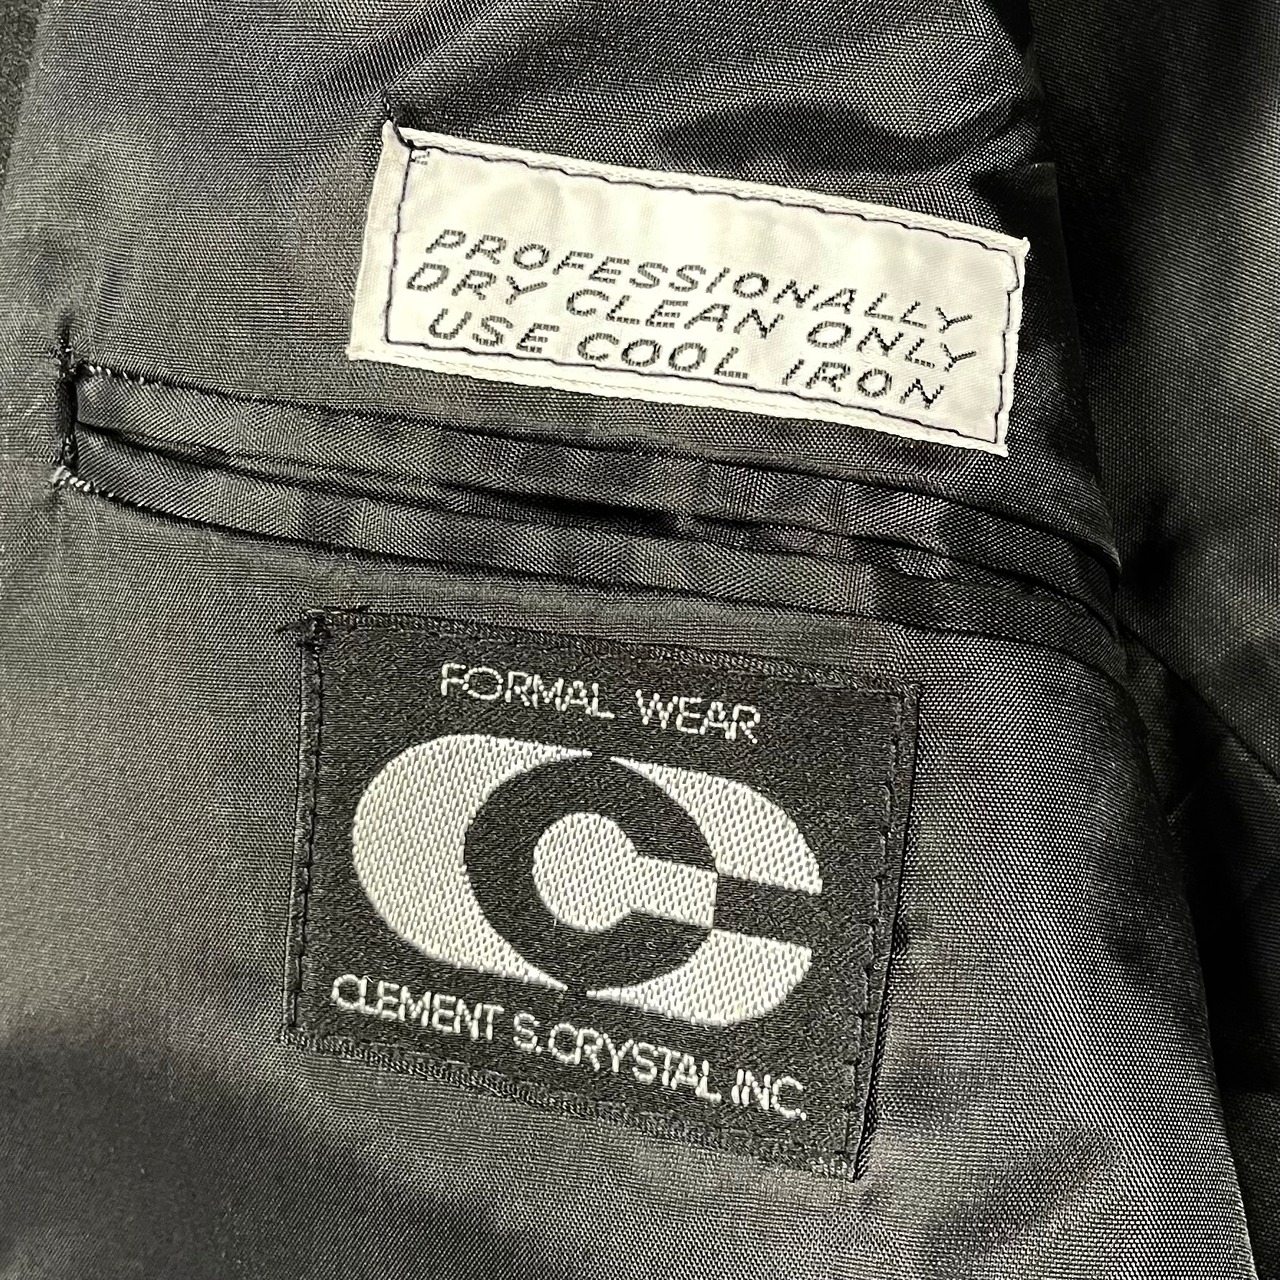 PROFESSIONALLY
DRY CLEAN ONLY
USE COOL IRON
FORMAL WEAR
CLEMENT S. CRYSTAL INC.